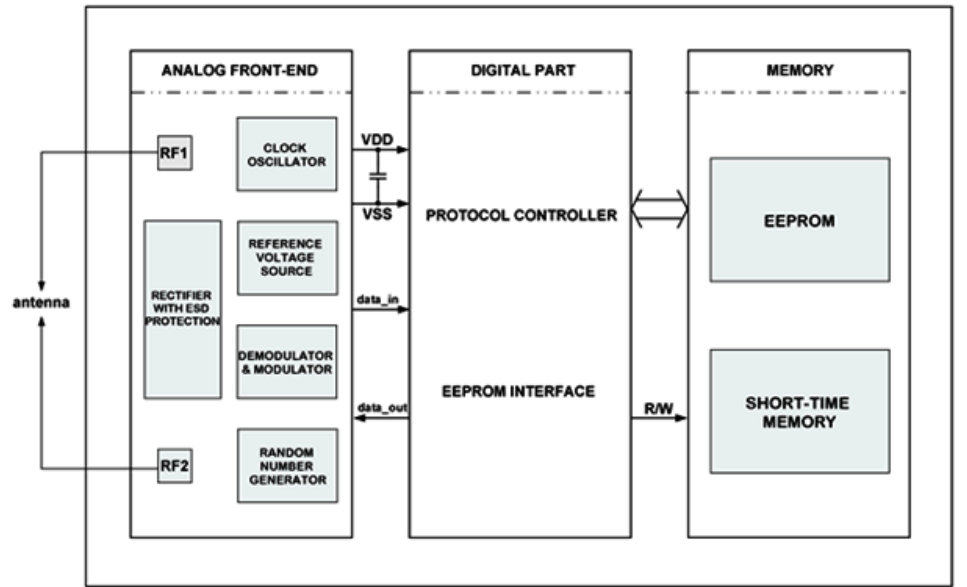 ANALOG FRONT-END
RF1
CLOCK
OSCILLATOR
REFERENCE
VOLTAGE
SOURCE
RECTIFIER
WITH ESD
PROTECTION
antenna
DEMODULATOR
& MODULATOR
RF2
RANDOM
NUMBER
GENERATOR
VDD
VSS
data_in
data_out
DIGITAL PART
PROTOCOL CONTROLLER
EEPROM INTERFACE
R/W
MEMORY
EEPROM
SHORT-TIME
MEMORY